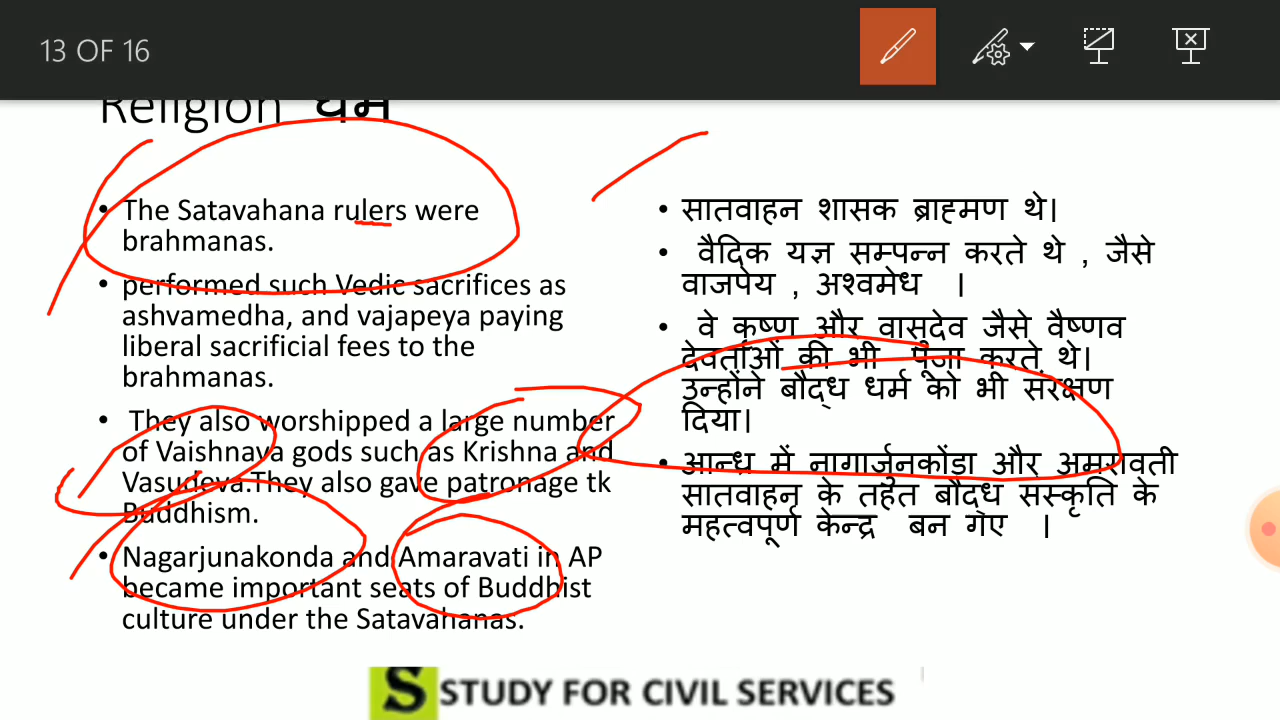 13 OF 16
Religion धर्म
• The Satavahana rulers were
brahmanas.
• performed such Vedic sacrifices as
ashvamedha, and vajapeya paying
liberal sacrificial fees to the
brahmanas.
• They also worshipped a large number
of Vaishnava gods such as Krishna and
Vasudeva.They also gave patronage tk
Buddhism.
• Nagarjunakonda and Amaravati in AP
became important seats of Buddhist
culture under the Satavahanas.
• सातवाहन शासक ब्राह्मण थे।
• वैदिक यज्ञ सम्पन्न करते थे , जैसे
वाजपेय , अश्वमेध ।
• वे कृष्ण और वासुदेव जैसे वैष्णव
देवताओं की भी पूजा करते थे।
उन्होंने बौद्ध धर्म को भी संरक्षण
दिया।
• आन्ध्र में नागार्जुनकोंडा और अमरावती
सातवाहन के तहत बौद्ध संस्कृति के
महत्वपूर्ण केन्द्र बन गए ।
S STUDY FOR CIVIL SERVICES